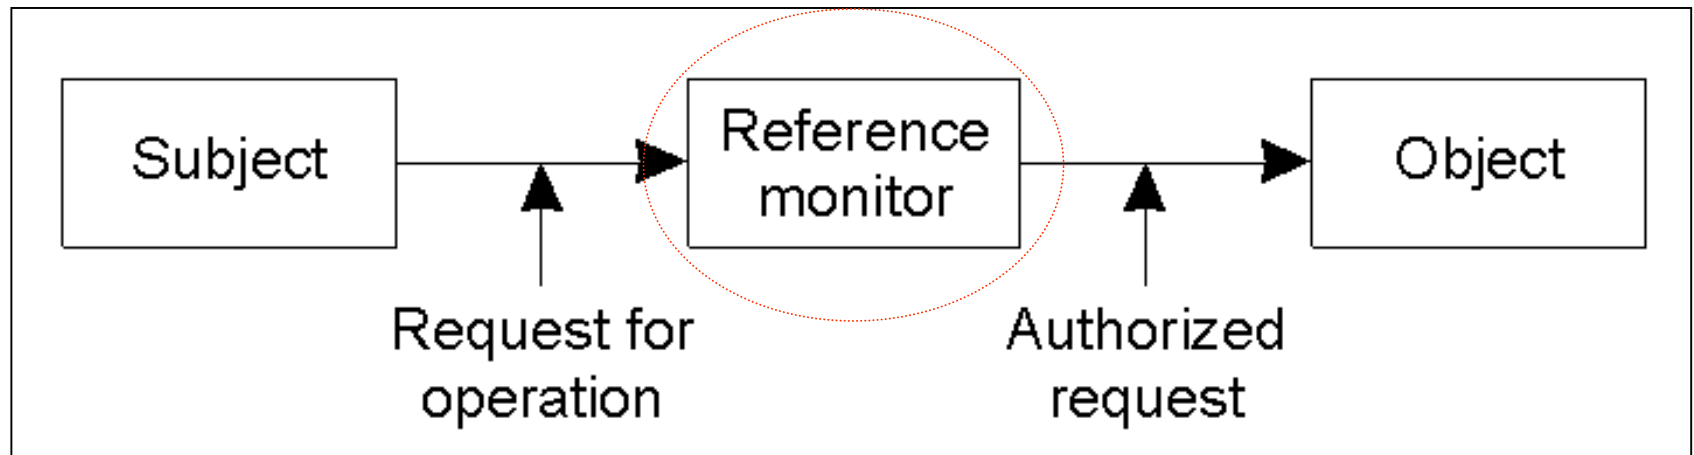 Subject
Reference
monitor
Object
Request for
operation
Authorized
request